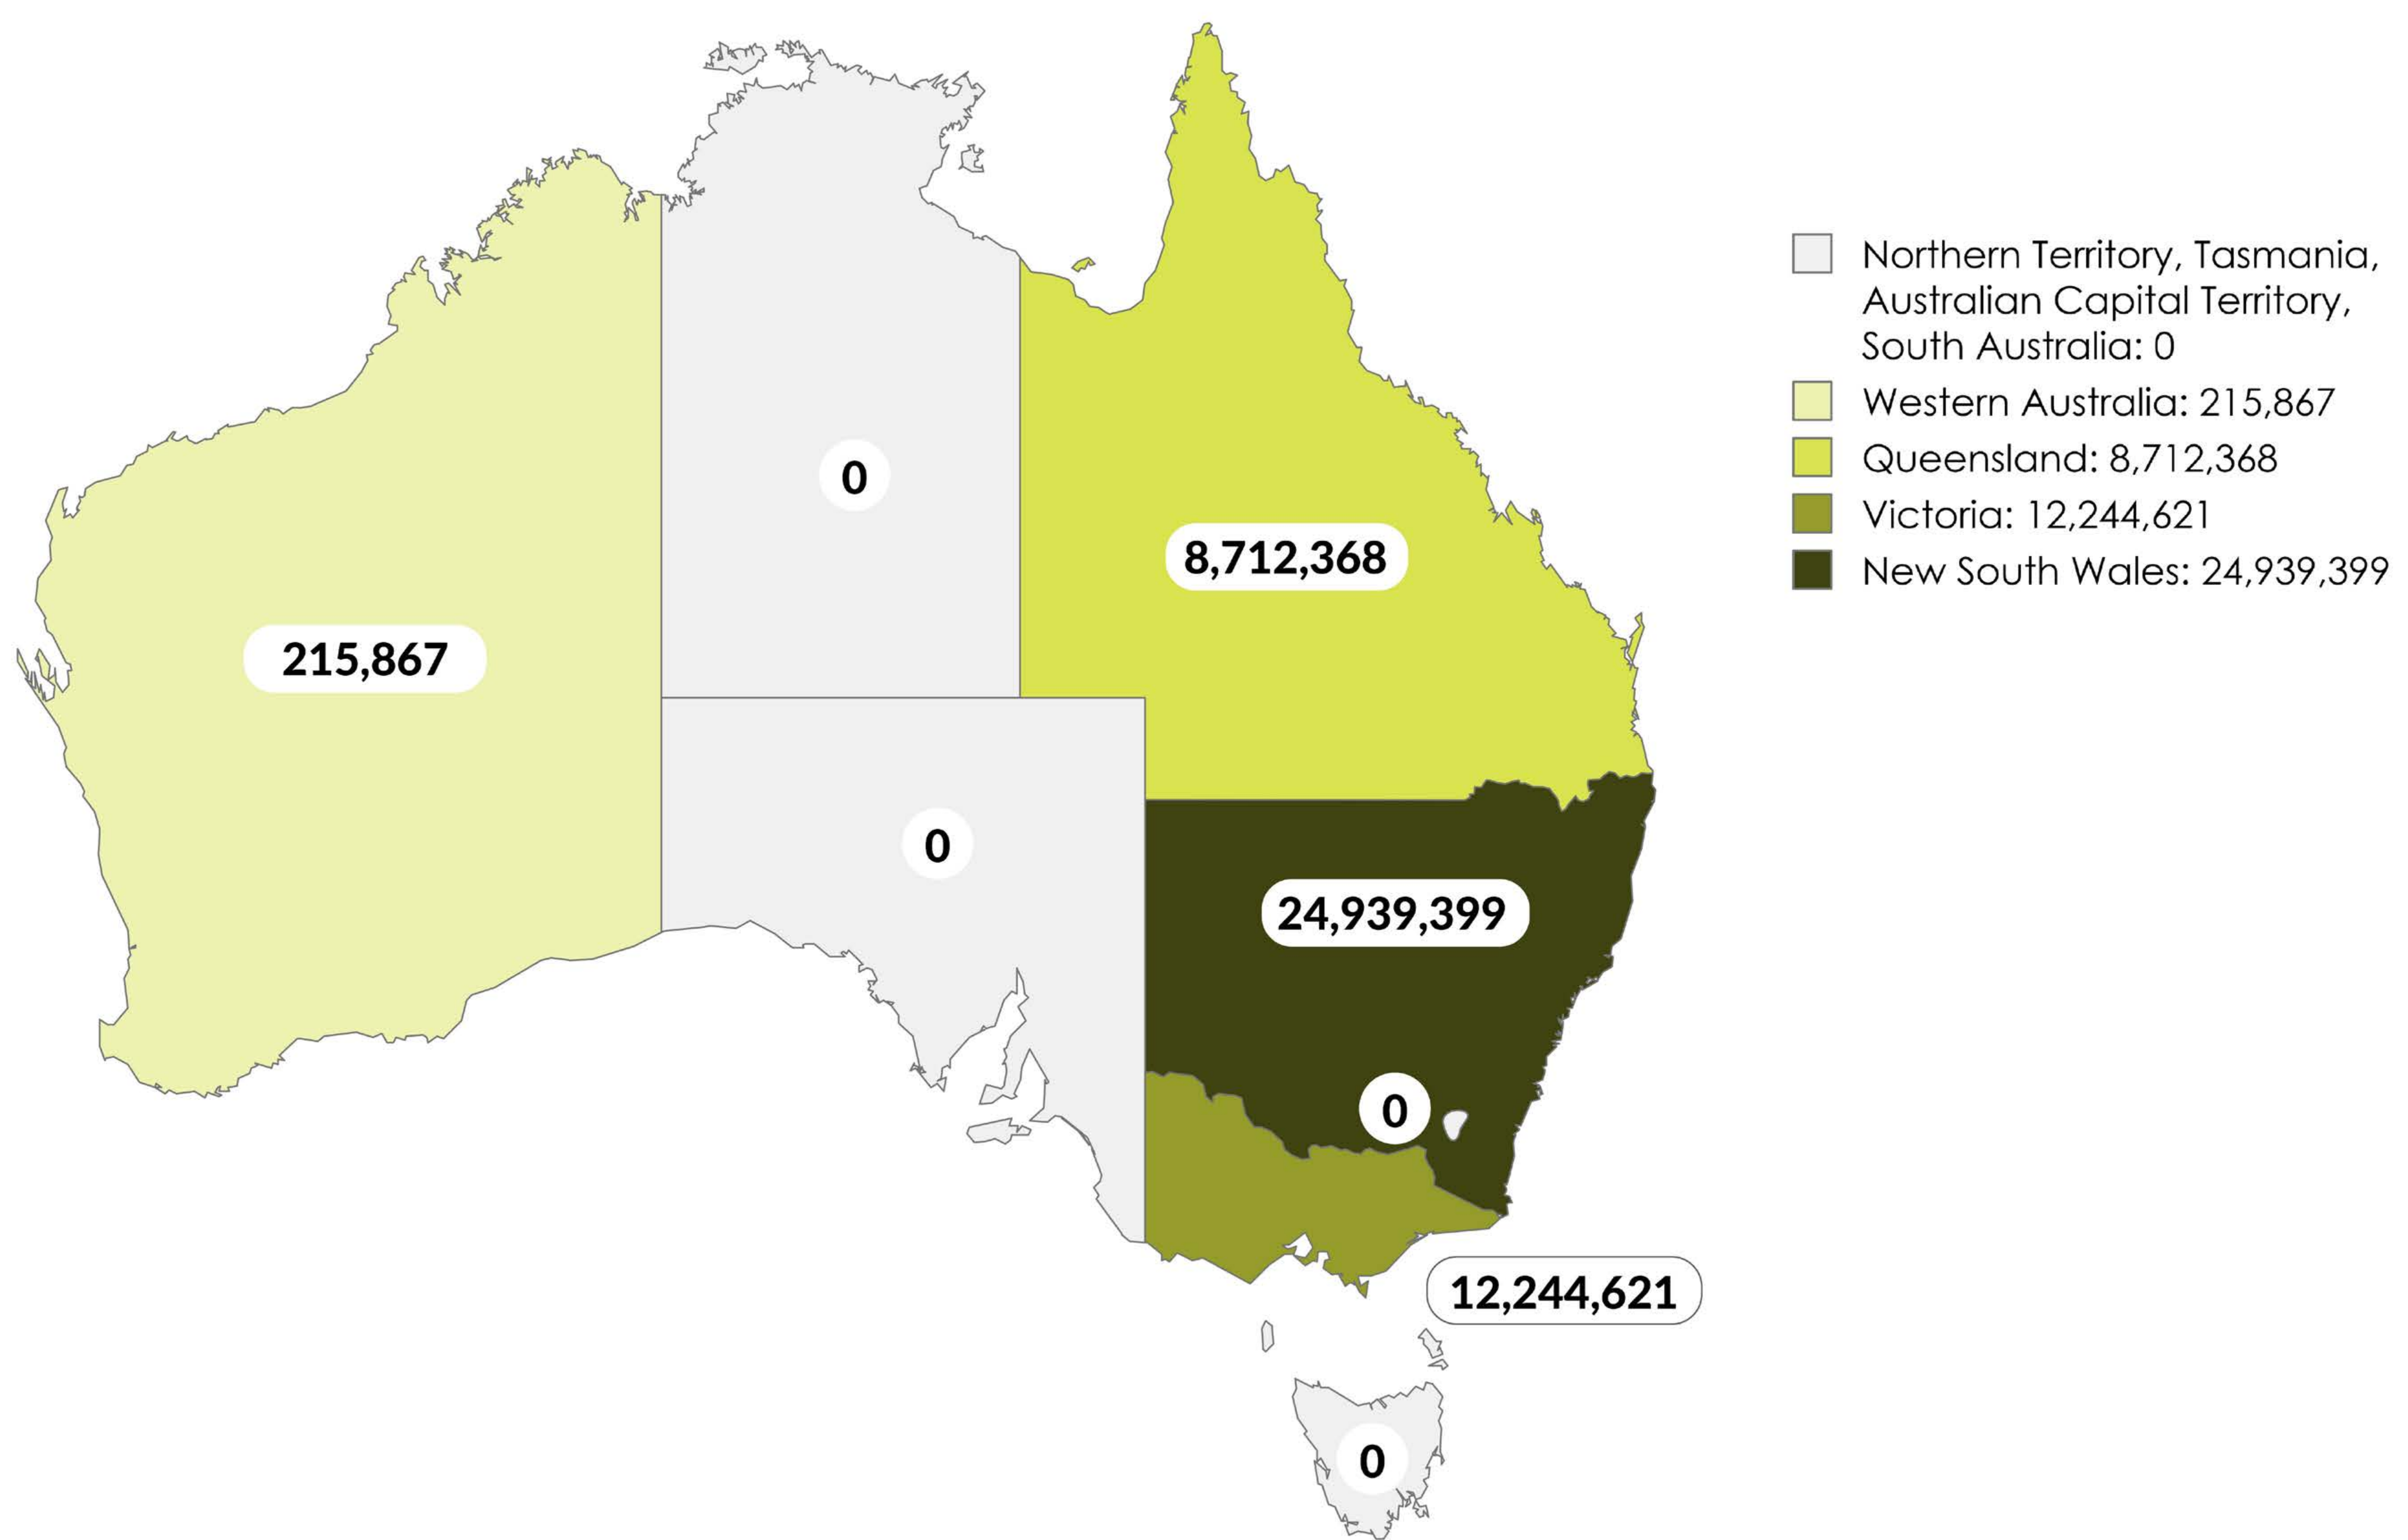 Northern Territory, Tasmania,
Australian Capital Territory,
South Australia: 0
Western Australia: 215,867
Queensland: 8,712,368
Victoria: 12,244,621
New South Wales: 24,939,399
0
8,712,368
215,867
0
24,939,399
0
12,244,621
0